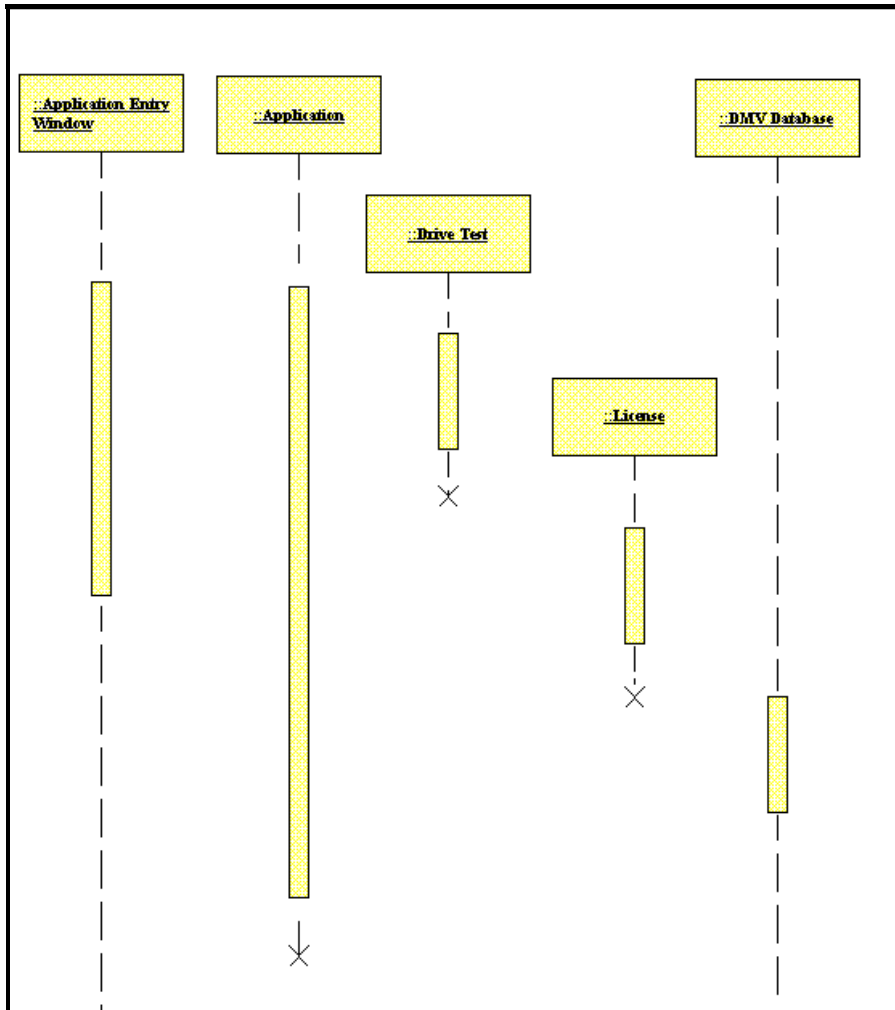 ::Application Entry
Window
::Application
::DMV Database
::Drive Test
::License